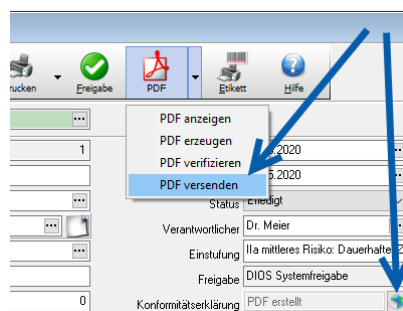 rucken
Freigabe
PDF
Etikett
Hilfe
PDF anzeigen
PDF erzeugen
PDF verifizieren
PDF versenden
1
.2020
5.2020
Status Erledigt
Verantwortlicher Dr. Meier
Einstufung IIa mittleres Risiko: Dauerhafte
Freigabe DIOS Systemfreigabe
0
Konformitätserklärung PDF erstellt